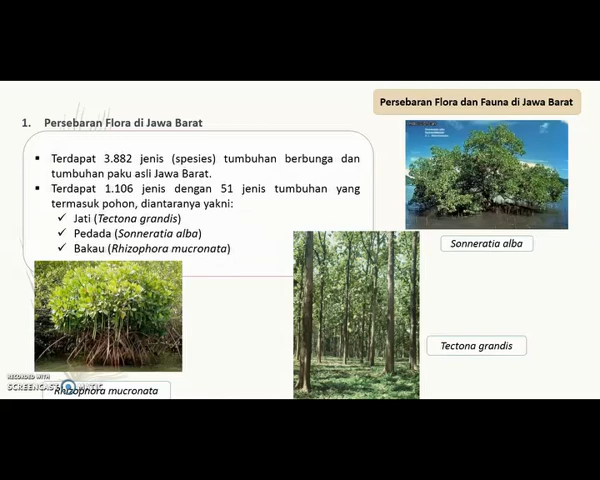 Persebaran Flora dan Fauna di Jawa Barat
1. Persebaran Flora di Jawa Barat
▪ Terdapat 3.882 jenis (spesies) tumbuhan berbunga dan
tumbuhan paku asli Jawa Barat.
▪ Terdapat 1.106 jenis dengan 51 jenis tumbuhan yang
termasuk pohon, diantaranya yakni:
✓ Jati (Tectona grandis)
✓ Pedada (Sonneratia alba)
✓ Bakau (Rhizophora mucronata)
Sonneratia alba
Tectona grandis
RECORDED WITH
SCREENCAST MATIC
Rhizophora mucronata